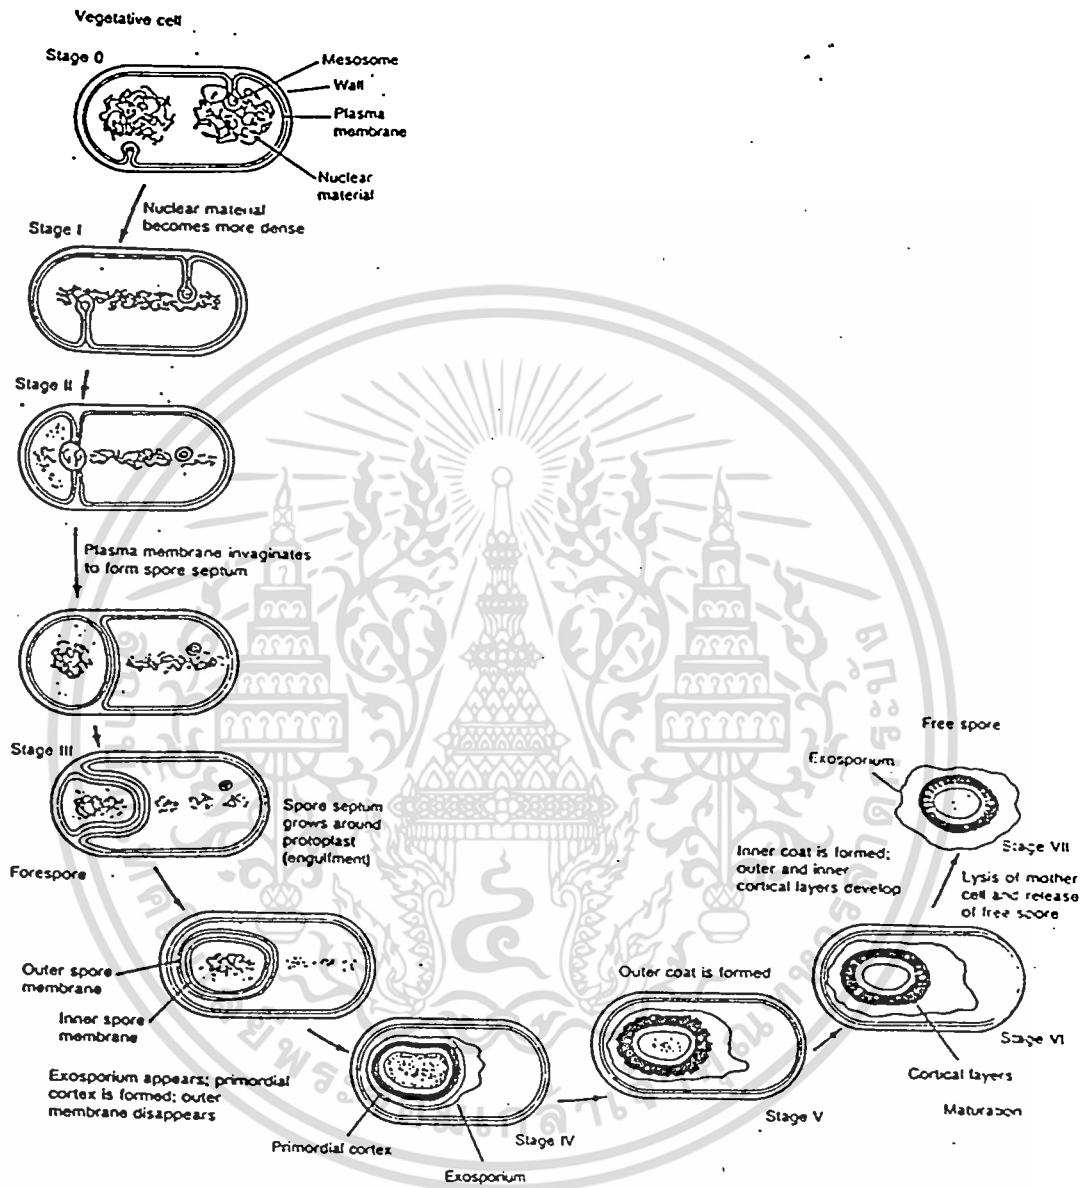 Vegetative cell
Stage 0
Mesosome
Wall
Plasma
membrane
Nuclear
material
Nuclear material
becomes more dense
Stage I
Stage II
Plasma membrane invaginates
to form spore septum
Stage III
Spore septum
grows around
protoplast
(engulfment)
Forespore
Outer spore
membrane
Inner spore
membrane
Exosporium appears; primordial
cortex is formed; outer
membrane disappears
Primordial cortex
Exosporium
Stage IV
Outer coat is formed
Stage V
Inner coat is formed;
outer and inner
cortical layers develop
Cortical layers
Stage VI
Maturation
Lysis of mother
cell and release
of free spore
Free spore
Exosporium
Stage VII